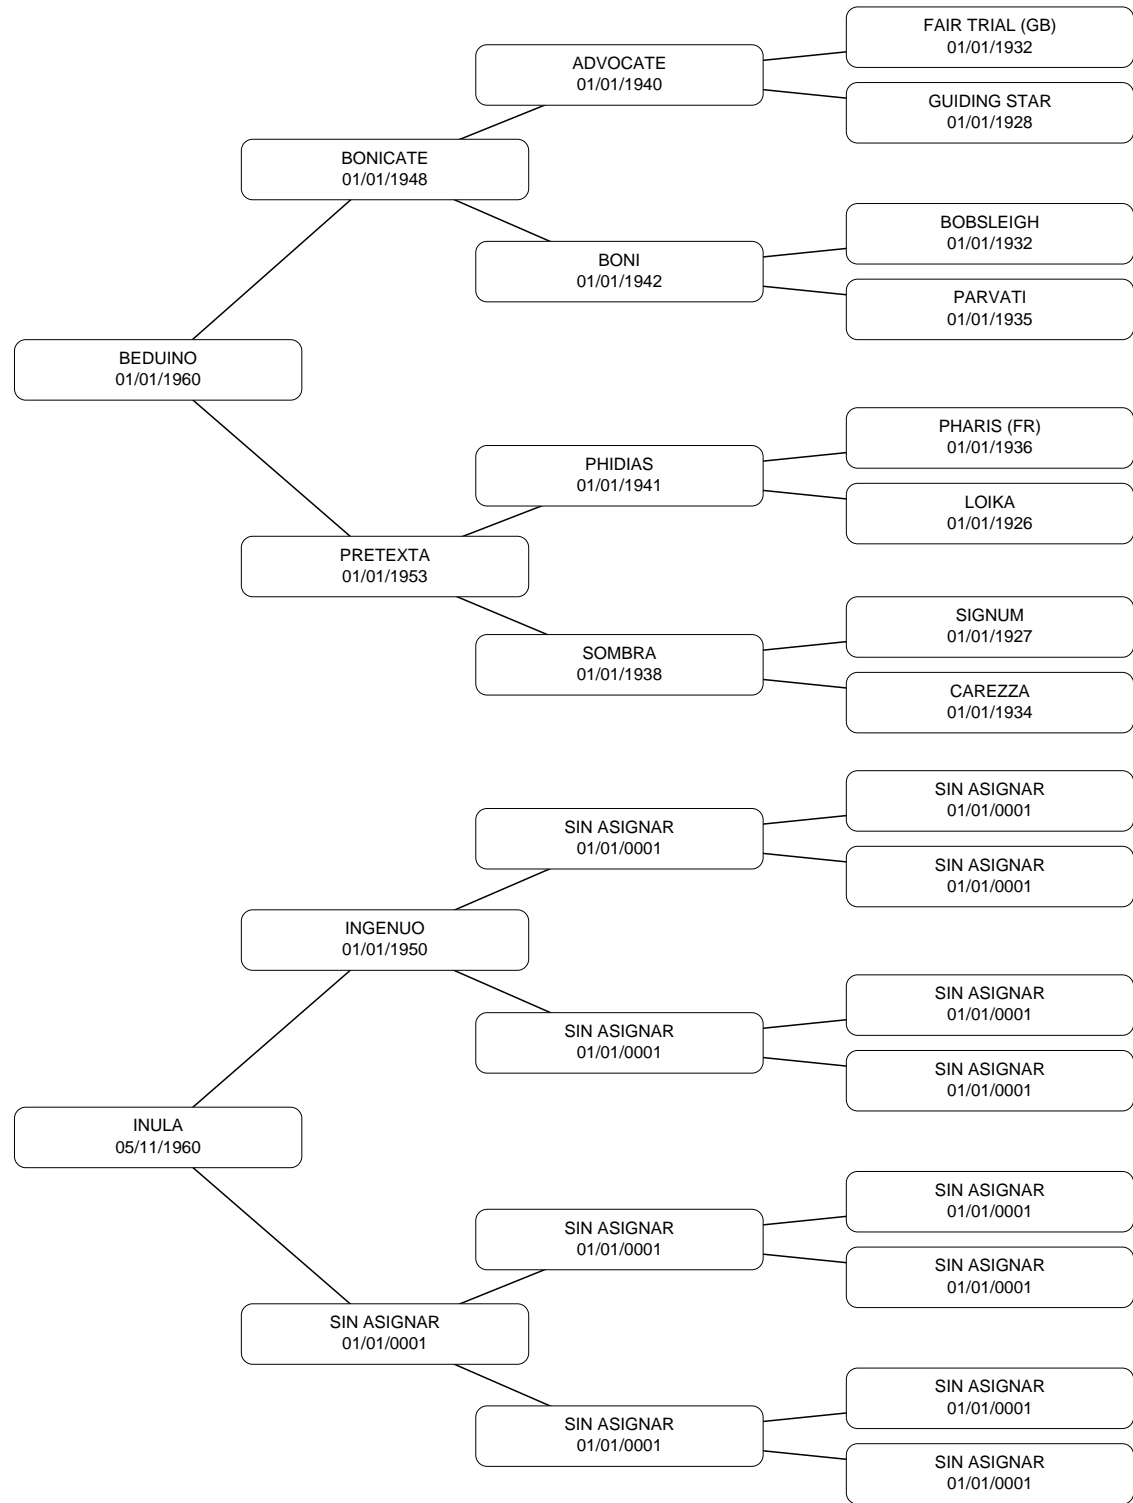 FAIR TRIAL (GB)
01/01/1932
ADVOCATE
01/01/1940
GUIDING STAR
01/01/1928
BONICATE
01/01/1948
BOBSLEIGH
01/01/1932
BONI
01/01/1942
PARVATI
01/01/1935
BEDUINO
01/01/1960
PHARIS (FR)
01/01/1936
PHIDIAS
01/01/1941
LOIKA
01/01/1926
PRETEXTA
01/01/1953
SIGNUM
01/01/1927
SOMBRA
01/01/1938
CAREZZA
01/01/1934
SIN ASIGNAR
01/01/0001
SIN ASIGNAR
01/01/0001
SIN ASIGNAR
01/01/0001
INGENUO
01/01/1950
SIN ASIGNAR
01/01/0001
SIN ASIGNAR
01/01/0001
SIN ASIGNAR
01/01/0001
INULA
05/11/1960
SIN ASIGNAR
01/01/0001
SIN ASIGNAR
01/01/0001
SIN ASIGNAR
01/01/0001
SIN ASIGNAR
01/01/0001
SIN ASIGNAR
01/01/0001
SIN ASIGNAR
01/01/0001
SIN ASIGNAR
01/01/0001